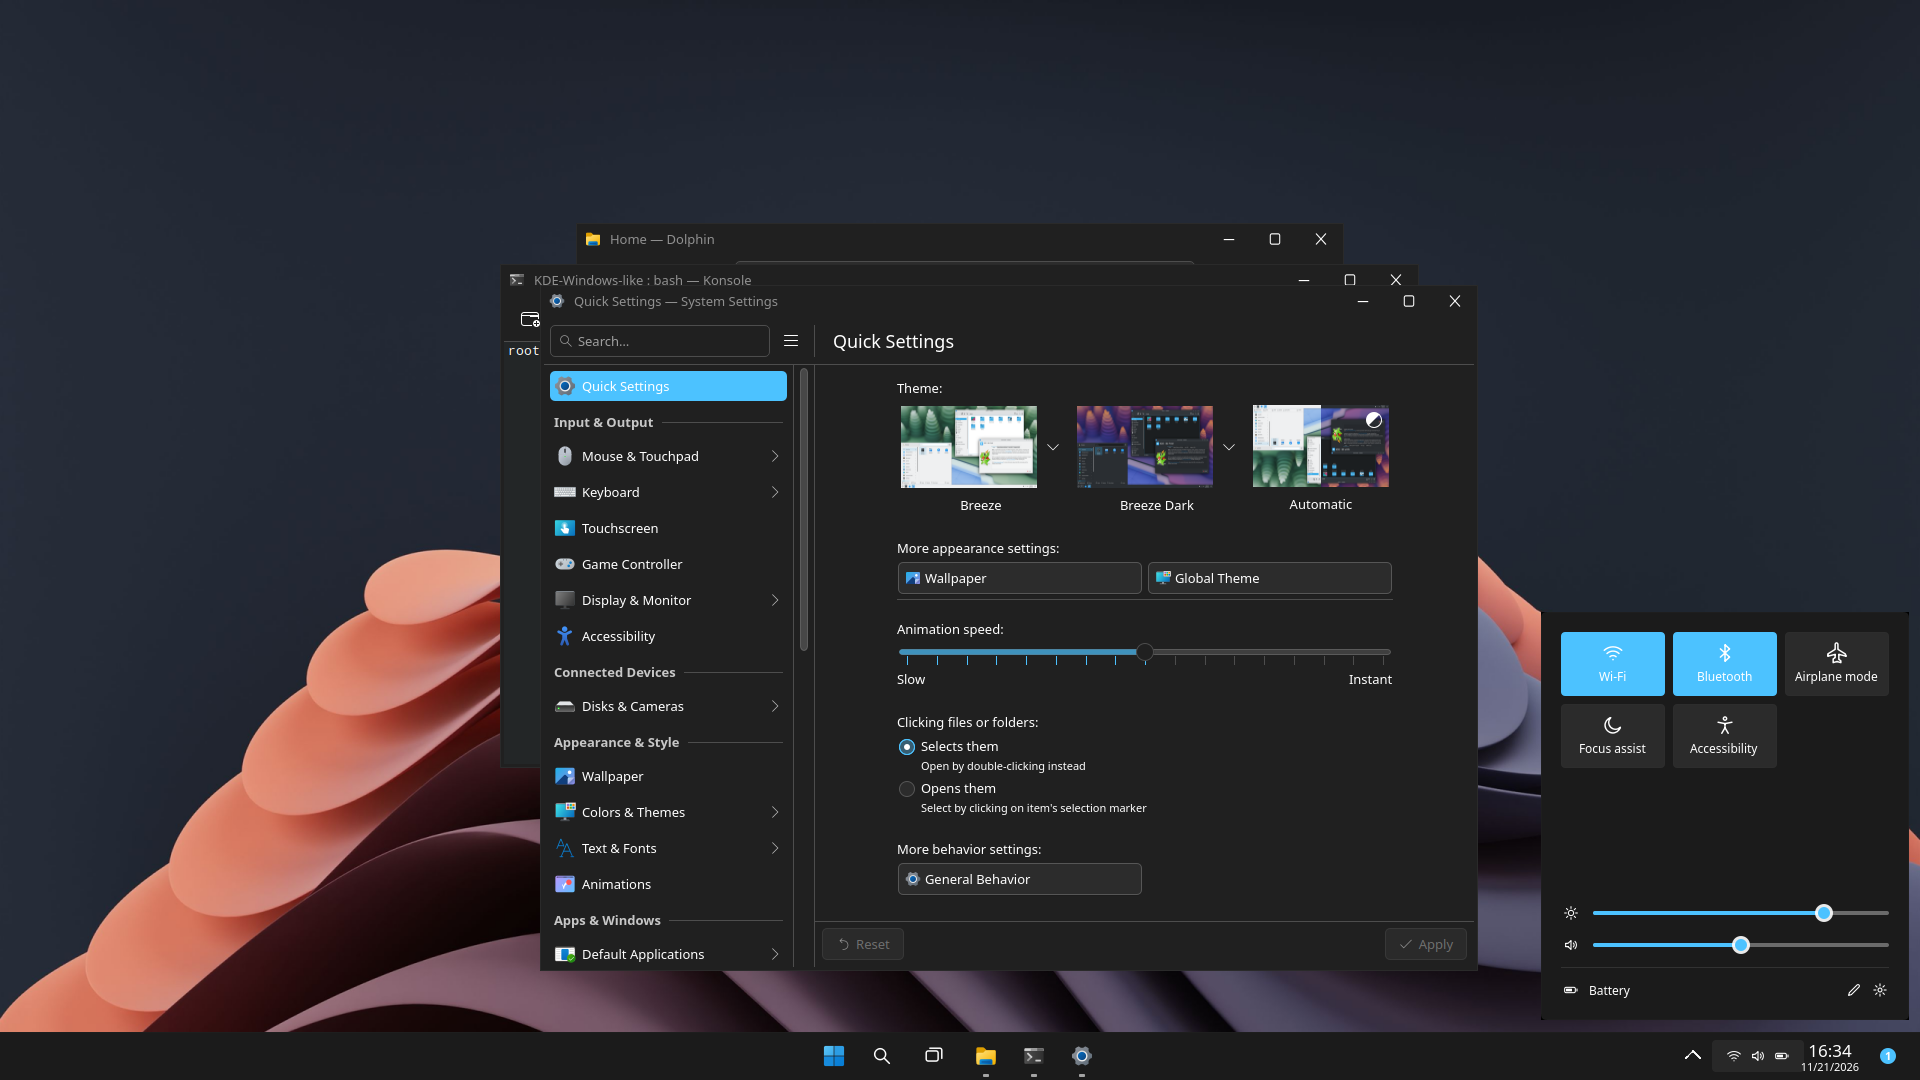 Home — Dolphin
KDE-Windows-like : bash — Konsole
root
Quick Settings — System Settings
Search...
Quick Settings
Quick Settings
Input & Output
Mouse & Touchpad
Keyboard
Touchscreen
Game Controller
Display & Monitor
Accessibility
Connected Devices
Disks & Cameras
Appearance & Style
Wallpaper
Colors & Themes
Text & Fonts
Animations
Apps & Windows
Default Applications
Theme:
Breeze
Breeze Dark
Automatic
More appearance settings:
Wallpaper
Global Theme
Animation speed:
Slow
Instant
Clicking files or folders:
Selects them
Open by double-clicking instead
Opens them
Select by clicking on item's selection marker
More behavior settings:
General Behavior
Reset
Apply
Wi-Fi
Bluetooth
Airplane mode
Focus assist
Accessibility
Battery
16:34
11/21/2026
1